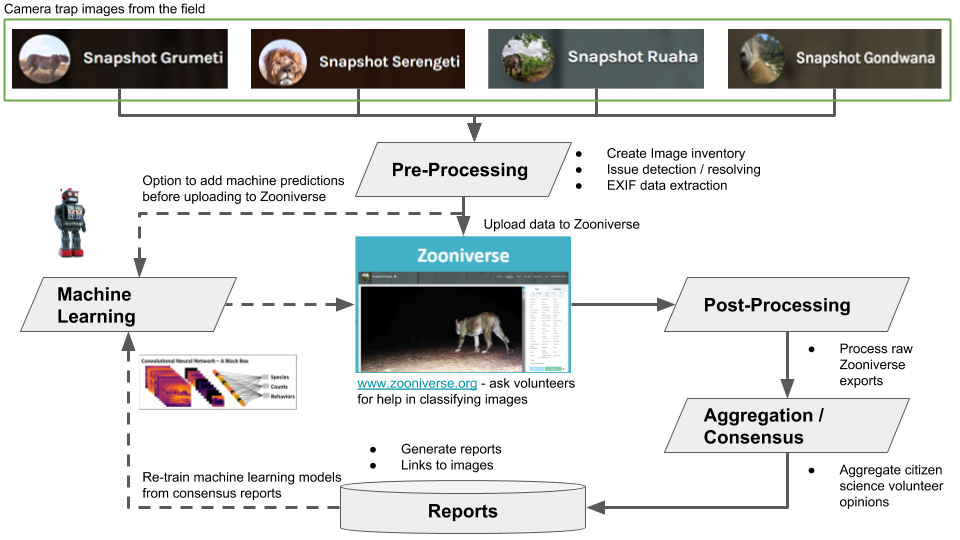 Camera trap images from the field
Snapshot Grumeti
Snapshot Serengeti
Snapshot Ruaha
Snapshot Gondwana
Pre-Processing
● Create Image inventory
● Issue detection / resolving
● EXIF data extraction
Option to add machine predictions
before uploading to Zooniverse
Upload data to Zooniverse
Zooniverse
Machine
Learning
Post-Processing
● Process raw
Zooniverse
exports
Convolutional Neural Network – A Black Box
Species
Counts
Behaviors
www.zooniverse.org - ask volunteers
for help in classifying images
Aggregation /
Consensus
● Generate reports
● Links to images
● Aggregate citizen
science volunteer
opinions
Re-train machine learning models
from consensus reports
Reports